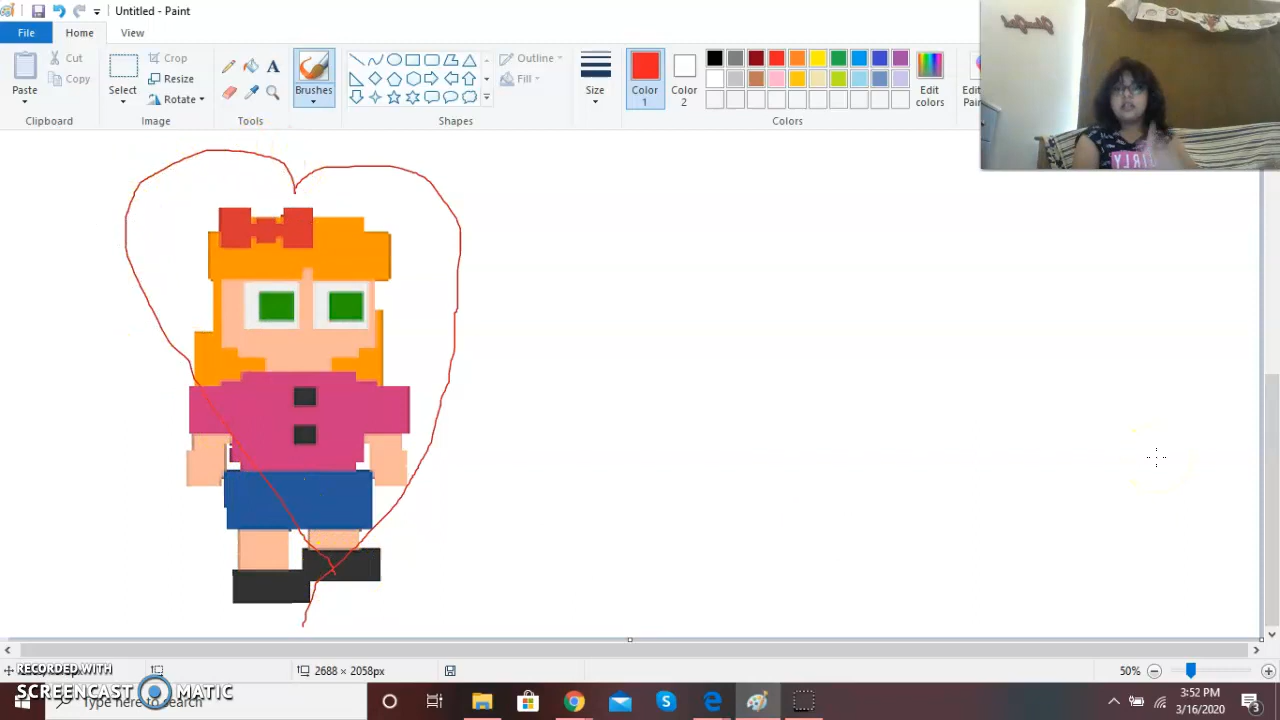 Untitled - Paint
File
Home
View
Paste
Cut
Copy
Clipboard
Select
Crop
Resize
Rotate
Image
A
Tools
Brushes
Outline
Fill
Shapes
Size
Color 1
Color 2
Edit colors
Colors
Edit
2688 × 2058px
50%
RECORDED WITH
SCREENCAST MATIC
here to search
3:52 PM
3/16/2020
3